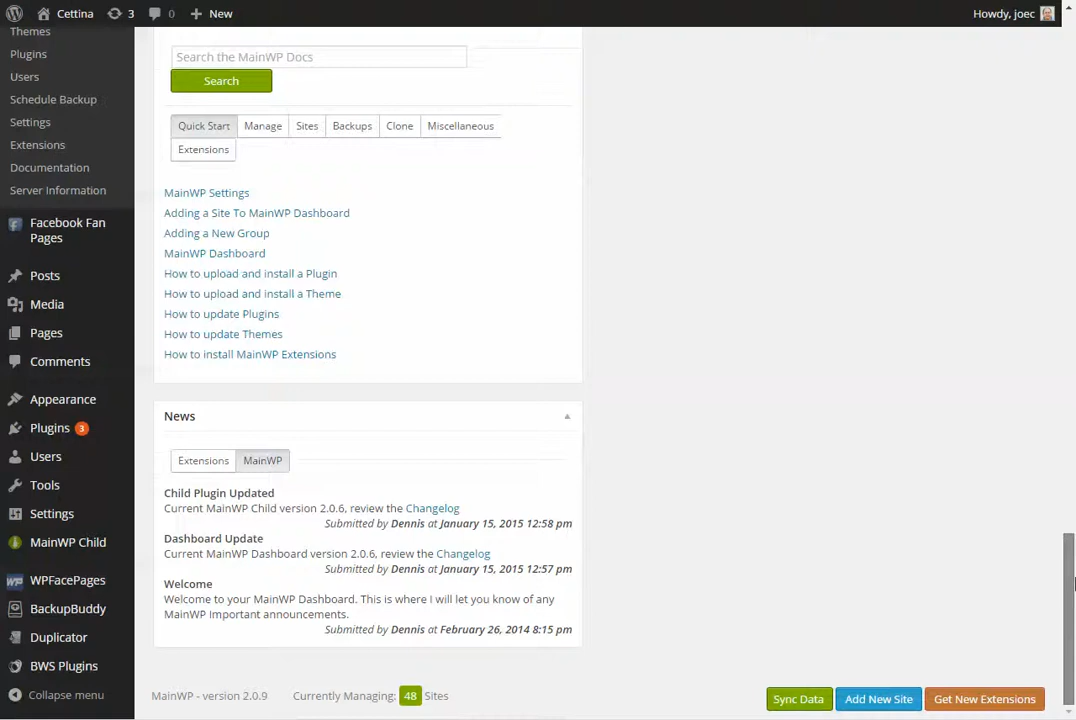 Cettina 3 0 New Howdy, joec
Themes
Plugins
Users
Schedule Backup
Settings
Extensions
Documentation
Server Information
Facebook Fan
Pages
Posts
Media
Pages
Comments
Appearance
Plugins 3
Users
Tools
Settings
MainWP Child
WP WPFacePages
BackupBuddy
Duplicator
BWS Plugins
Collapse menu
Search the MainWP Docs
Search
Quick Start Manage Sites Backups Clone Miscellaneous
Extensions
MainWP Settings
Adding a Site To MainWP Dashboard
Adding a New Group
MainWP Dashboard
How to upload and install a Plugin
How to upload and install a Theme
How to update Plugins
How to update Themes
How to install MainWP Extensions
News
Extensions MainWP
Child Plugin Updated
Current MainWP Child version 2.0.6, review the Changelog
Submitted by Dennis at January 15, 2015 12:58 pm
Dashboard Update
Current MainWP Dashboard version 2.0.6, review the Changelog
Submitted by Dennis at January 15, 2015 12:57 pm
Welcome
Welcome to your MainWP Dashboard. This is where I will let you know of any
MainWP Important announcements.
Submitted by Dennis at February 26, 2014 8:15 pm
MainWP - version 2.0.9 Currently Managing: 48 Sites
Sync Data Add New Site Get New Extensions